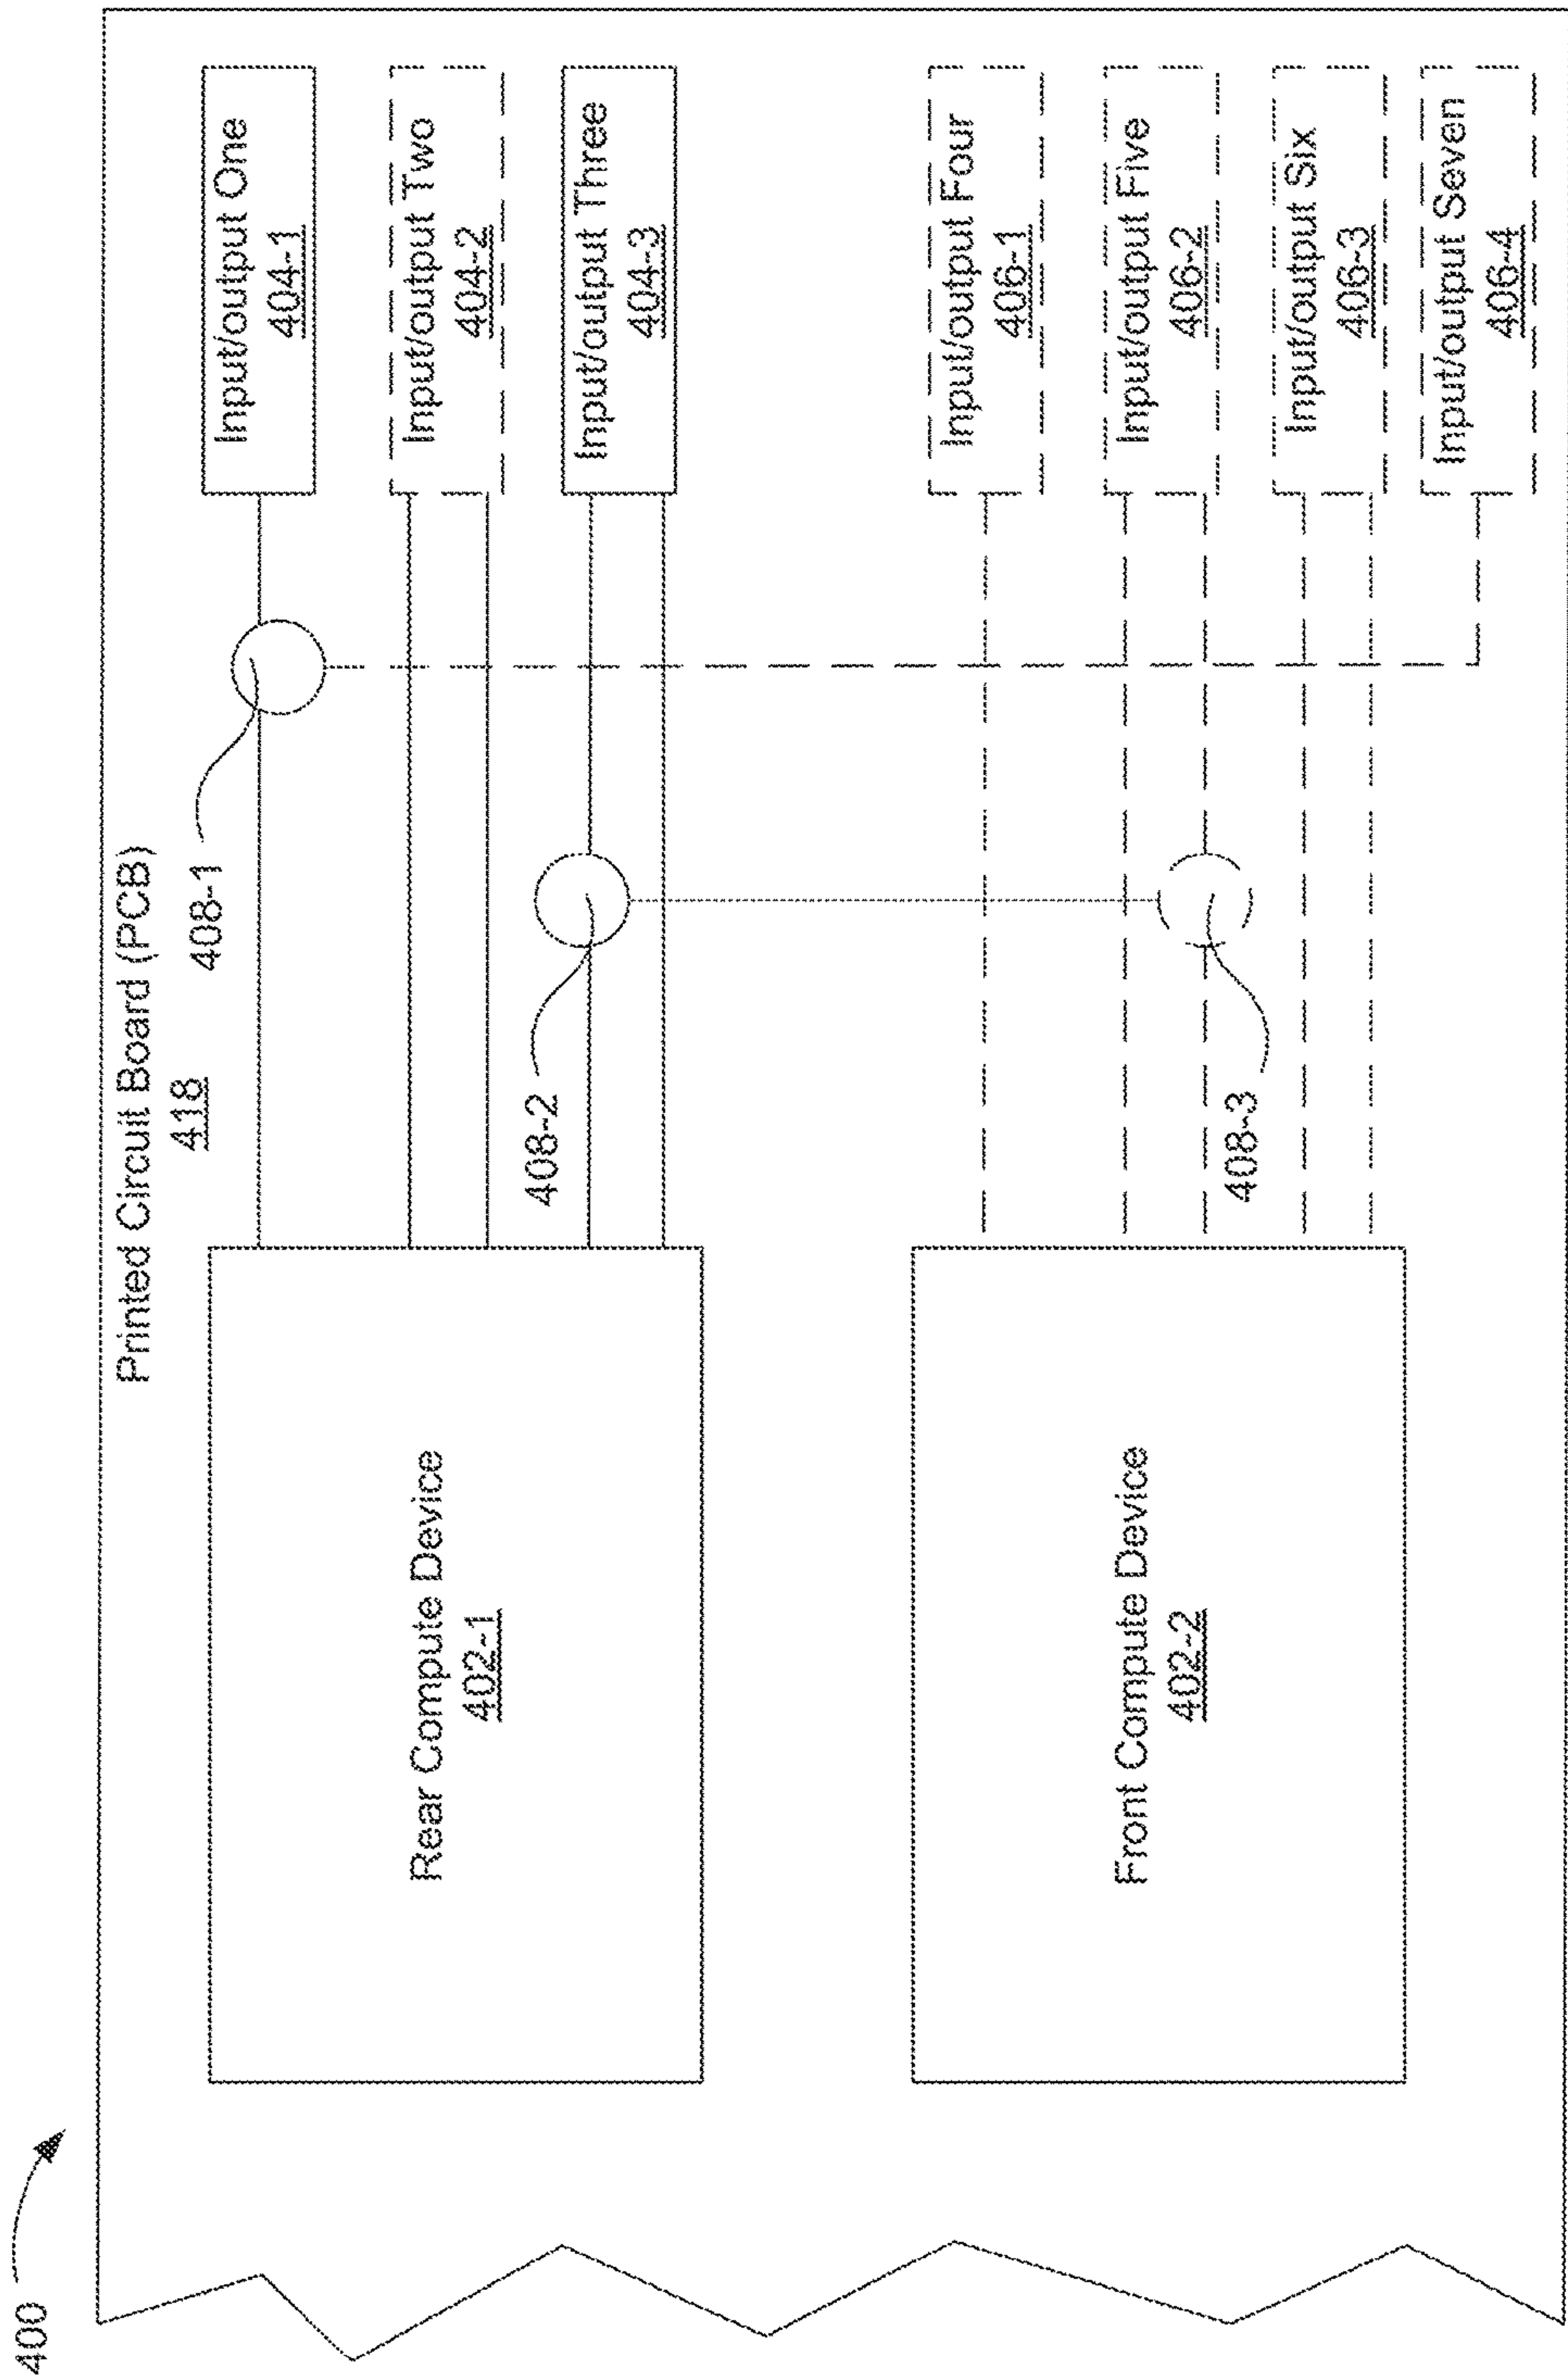 400
Printed Circuit Board (PCB)
418
Rear Compute Device
402-1
Front Compute Device
402-2
408-1
408-2
408-3
Input/output One
404-1
Input/output Two
404-2
Input/output Three
404-3
Input/output Four
406-1
Input/output Five
406-2
Input/output Six
406-3
Input/output Seven
406-4